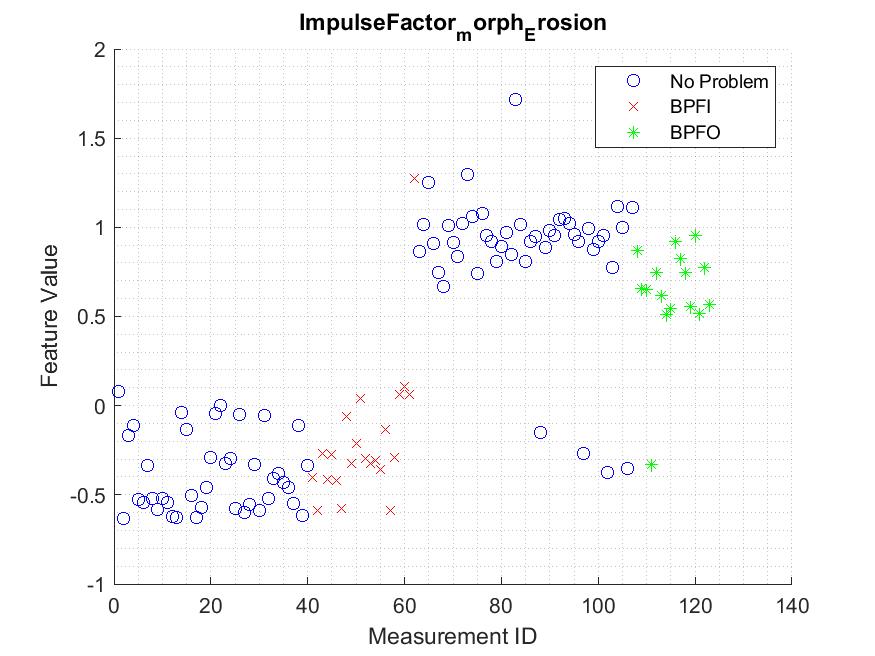 ImpulseFactor_morph_Erosion
2
1.5
1
0.5
0
-0.5
-1
0 20 40 60 80 100 120 140
Feature Value
Measurement ID
No Problem
BPFI
BPFO